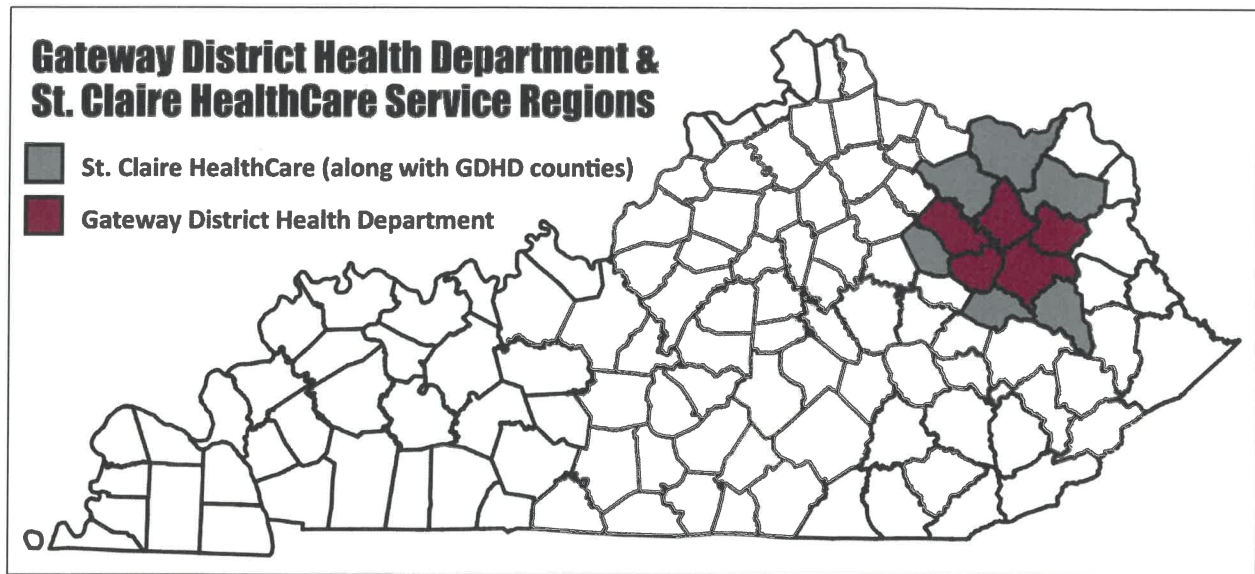 Gateway District Health Department &
St. Claire HealthCare Service Regions
St. Claire HealthCare (along with GDHD counties)
Gateway District Health Department